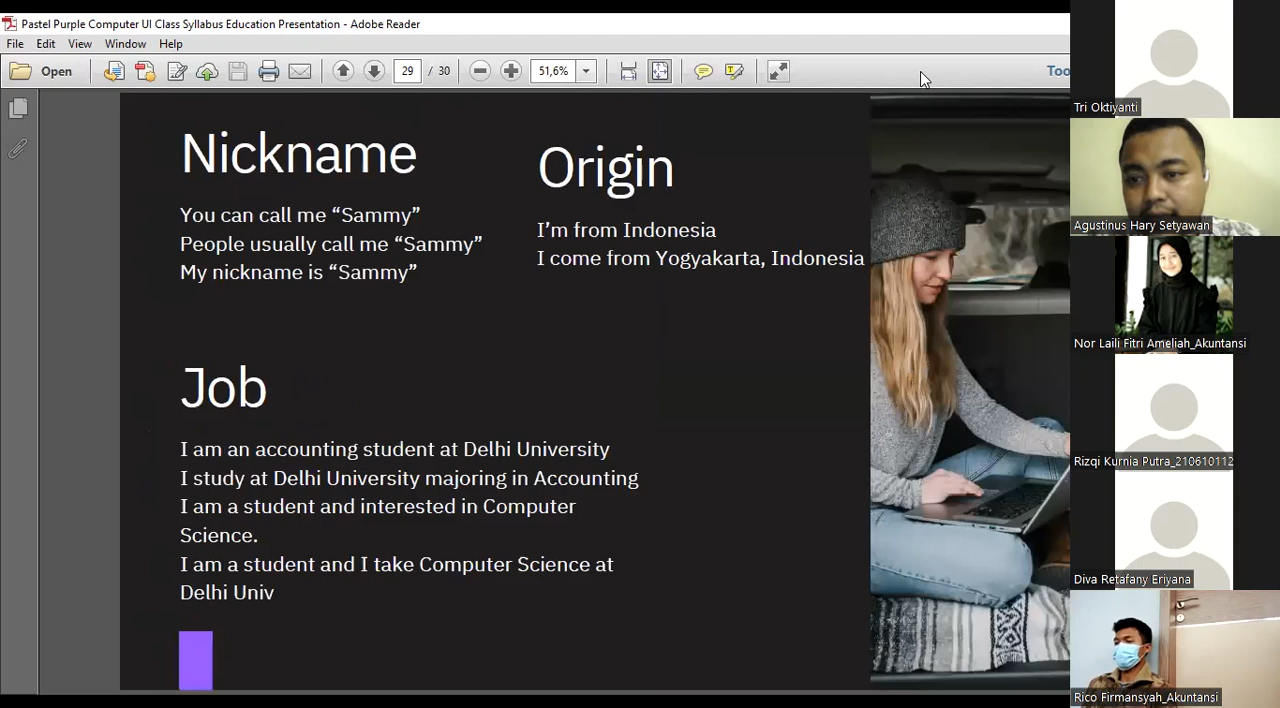 Pastel Purple Computer UI Class Syllabus Education Presentation - Adobe Reader
File Edit View Window Help
Open 29 / 30 51,6% Too
Nickname
You can call me “Sammy”
People usually call me “Sammy”
My nickname is “Sammy”
Origin
I’m from Indonesia
I come from Yogyakarta, Indonesia
Job
I am an accounting student at Delhi University
I study at Delhi University majoring in Accounting
I am a student and interested in Computer
Science.
I am a student and I take Computer Science at
Delhi Univ
Tri Oktiyanti
Agustinus Hary Setyawan
Nor Laili Fitri Ameliah_Akuntansi
Rizqi Kurnia Putra_210610112
Diva Retafany Eriyana
Rico Firmansyah_Akuntansi